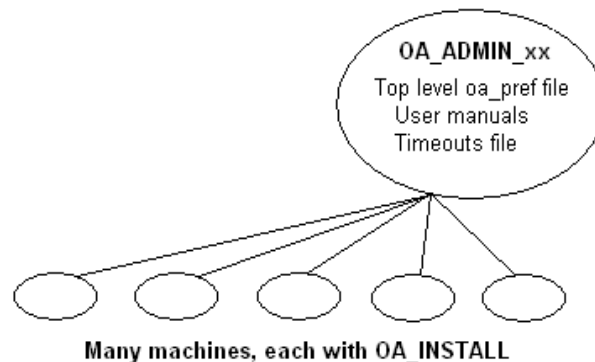 OA_ADMIN_xx
Top level oa_pref file
User manuals
Timeouts file
Many machines, each with OA_INSTALL